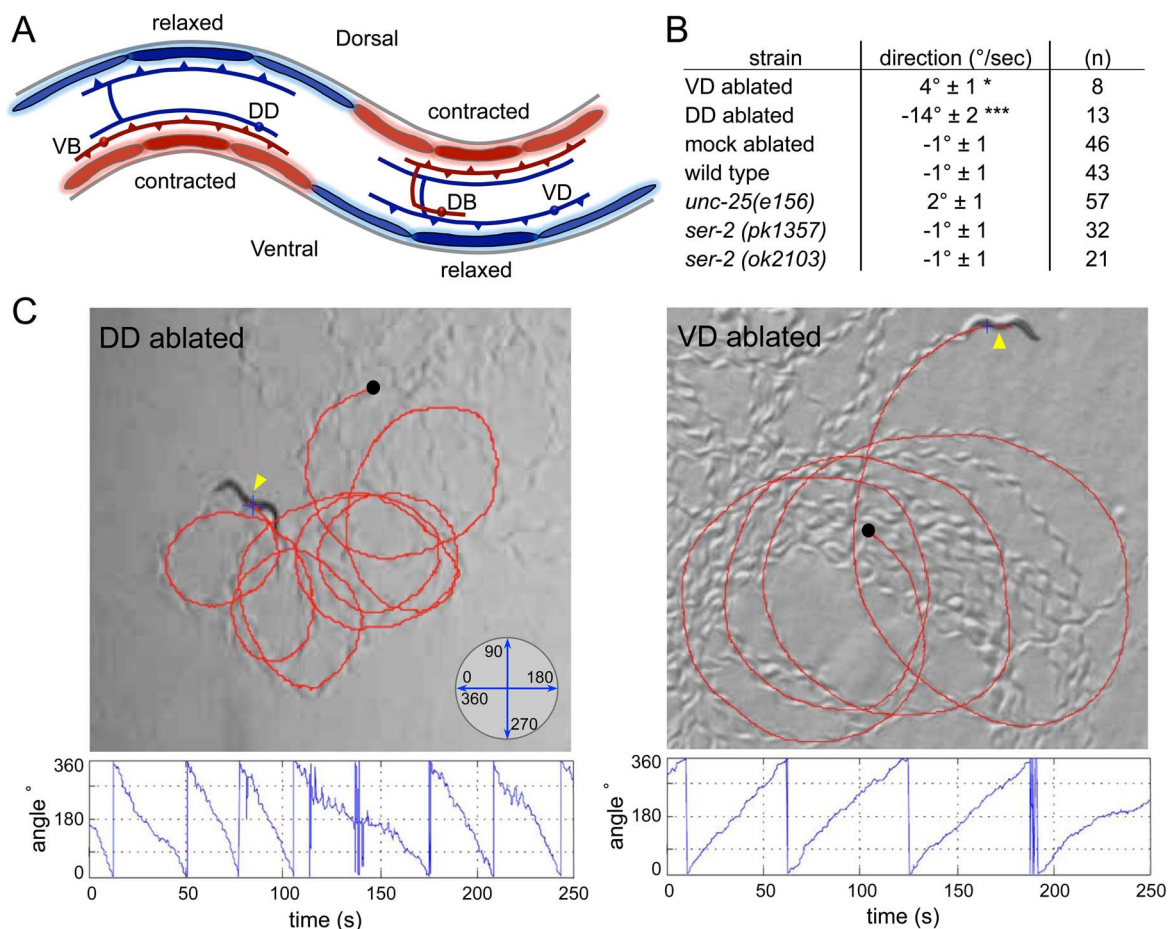 A
relaxed
Dorsal
contracted
DD
VB
contracted
DB
VD
Ventral
relaxed
B
strain direction (°/sec) (n)
VD ablated 4° ± 1 * 8
DD ablated -14° ± 2 *** 13
mock ablated -1° ± 1 46
wild type -1° ± 1 43
unc-25(e156) 2° ± 1 57
ser-2 (pk1357) -1° ± 1 32
ser-2 (ok2103) -1° ± 1 21
C
DD ablated
90
0 180
360
270
VD ablated
360
180
0
angle °
0 50 100 150 200 250
time (s)
360
180
0
angle °
0 50 100 150 200 250
time (s)